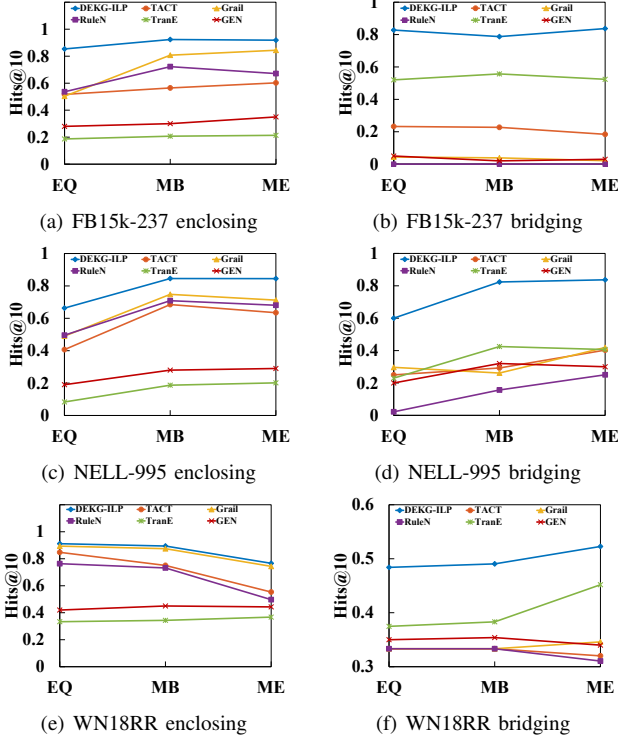 DEKG-ILP TACT Grail
RuleN TranE GEN
Hits@10
1
0.8
0.6
0.4
0.2
0
EQ MB ME
(a) FB15k-237 enclosing
DEKG-ILP TACT Grail
RuleN TranE GEN
Hits@10
1
0.8
0.6
0.4
0.2
0
EQ MB ME
(b) FB15k-237 bridging
DEKG-ILP TACT Grail
RuleN TranE GEN
Hits@10
1
0.8
0.6
0.4
0.2
0
EQ MB ME
(c) NELL-995 enclosing
DEKG-ILP TACT Grail
RuleN TranE GEN
Hits@10
1
0.8
0.6
0.4
0.2
0
EQ MB ME
(d) NELL-995 bridging
DEKG-ILP TACT Grail
RuleN TranE GEN
Hits@10
1
0.8
0.6
0.4
0.2
0
EQ MB ME
(e) WN18RR enclosing
DEKG-ILP TACT Grail
RuleN TranE GEN
Hits@10
0.6
0.5
0.4
0.3
EQ MB ME
(f) WN18RR bridging